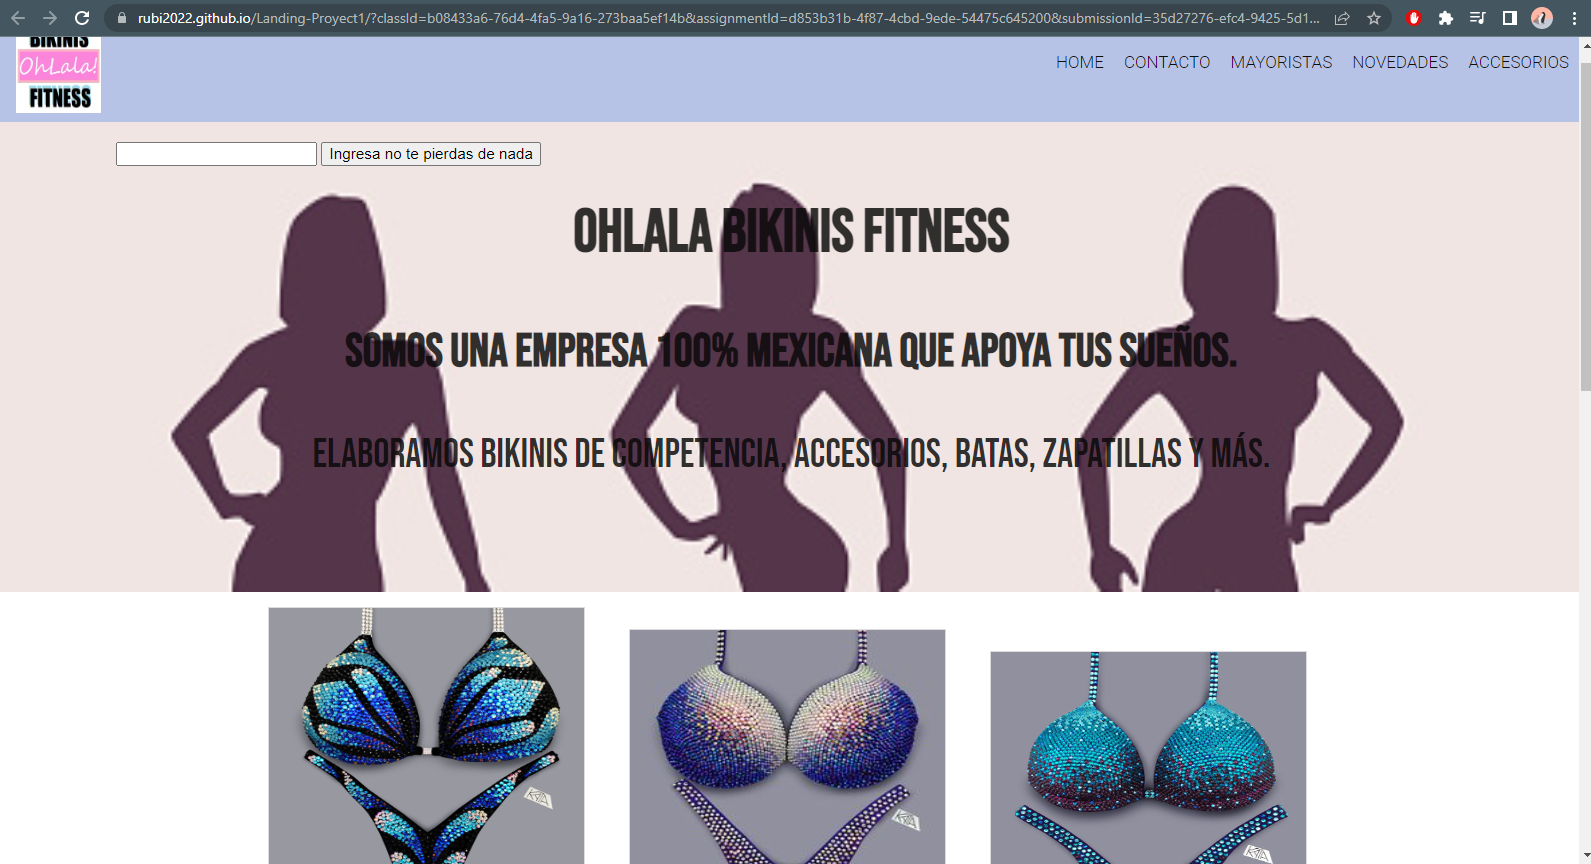 rubi2022.github.io/Landing-Proyect1/?classId=b08433a6-76d4-4fa5-9a16-273baa5ef14b&assignmentId=d853b31b-4f87-4cbd-9ede-54475c645200&submissionId=35d27276-efc4-9425-5d1...
BIKINIS
OhLala!
FITNESS
HOME CONTACTO MAYORISTAS NOVEDADES ACCESORIOS
Ingresa no te pierdas de nada
OHLALA BIKINIS FITNESS
SOMOS UNA EMPRESA 100% MEXICANA QUE APOYA TUS SUEÑOS.
ELABORAMOS BIKINIS DE COMPETENCIA, ACCESORIOS, BATAS, ZAPATILLAS Y MÁS.